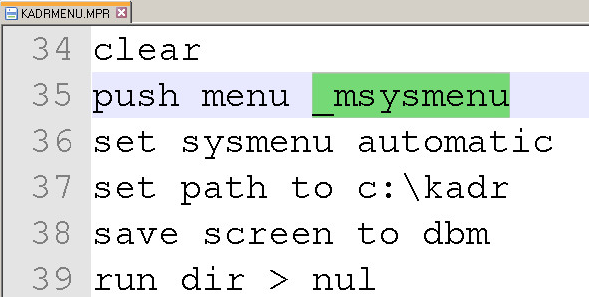 KADRMENU.MPR
34 clear
35 push menu _msysmenu
36 set sysmenu automatic
37 set path to c:\kadr
38 save screen to dbm
39 run dir > nul